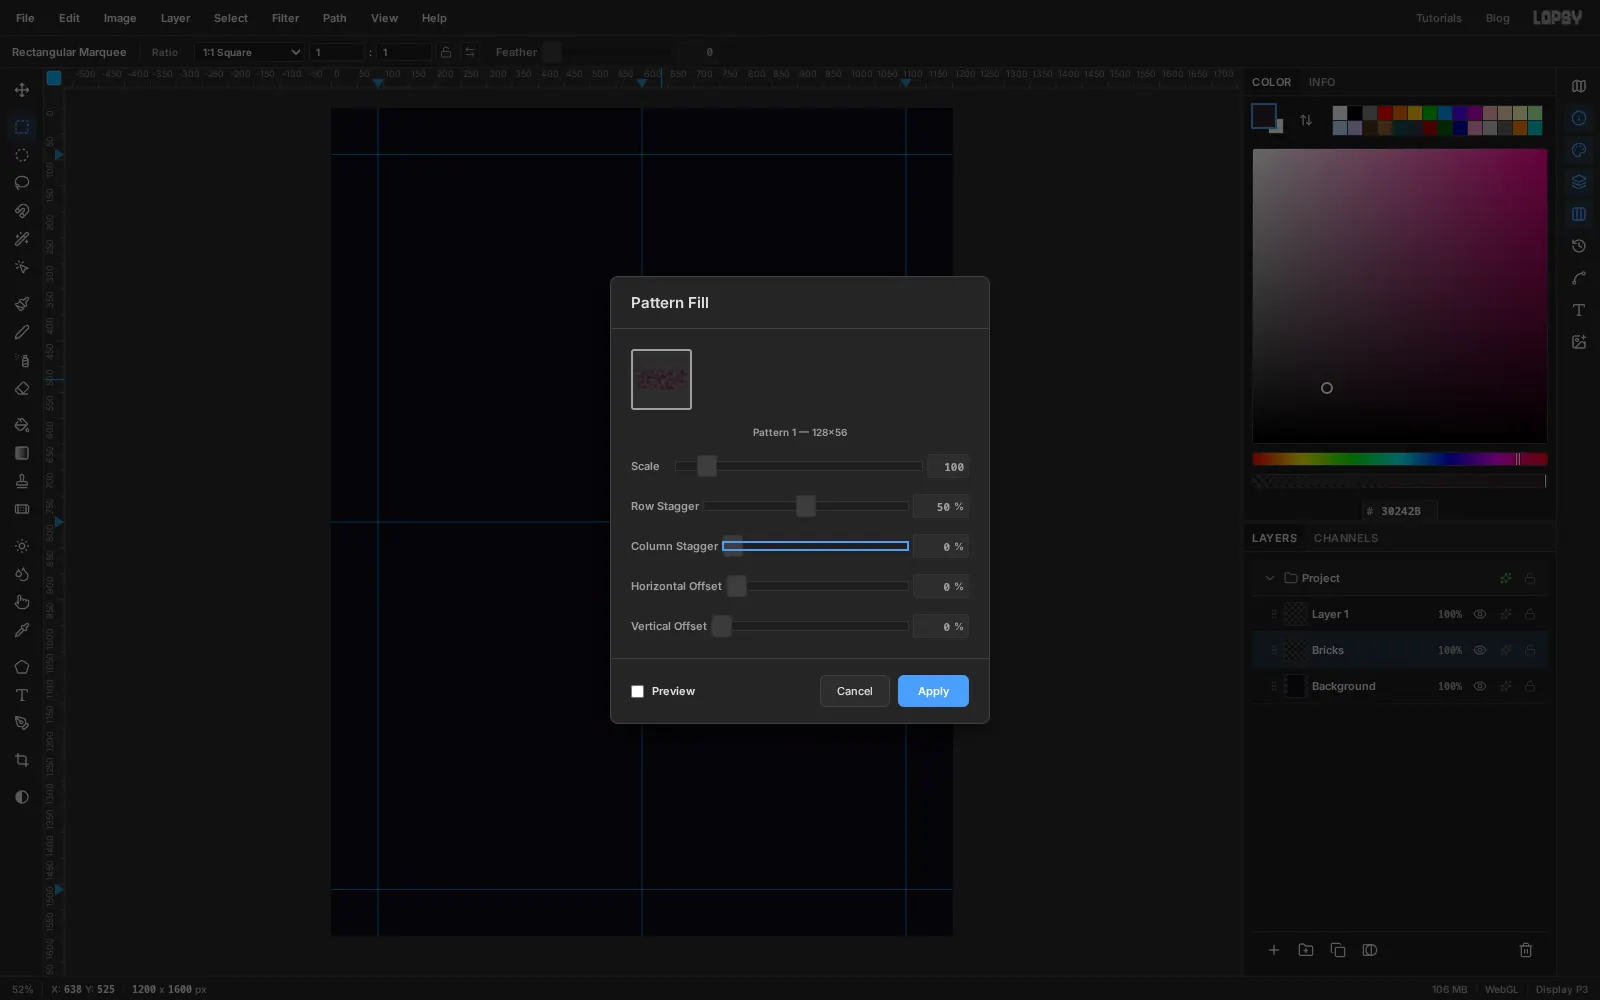 File Edit Image Layer Select Filter Path View Help Tutorials Blog LOPSY
Rectangular Marquee Ratio 1:1 Square 1 : 1 Feather 0
COLOR INFO
Pattern Fill
Pattern 1 — 128×56
Scale 100
Row Stagger 50 %
Column Stagger 0 %
Horizontal Offset 0 %
Vertical Offset 0 %
Preview Cancel Apply
# 30242B
LAYERS CHANNELS
Project
Layer 1 100%
Bricks 100%
Background 100%
52% X: 638 Y: 525 1200 x 1600 px 106 MB WebGL Display P3